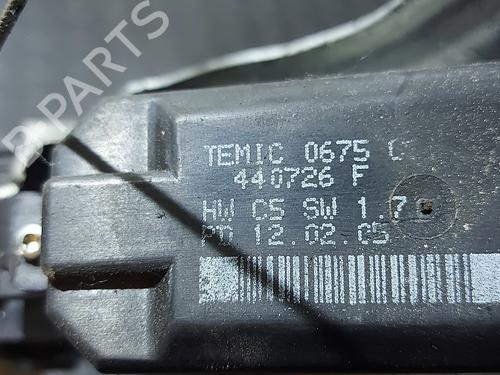 PARTS
TEMIC 0675
440726 F
HW C5 SW 1.7
PD 12.02.05